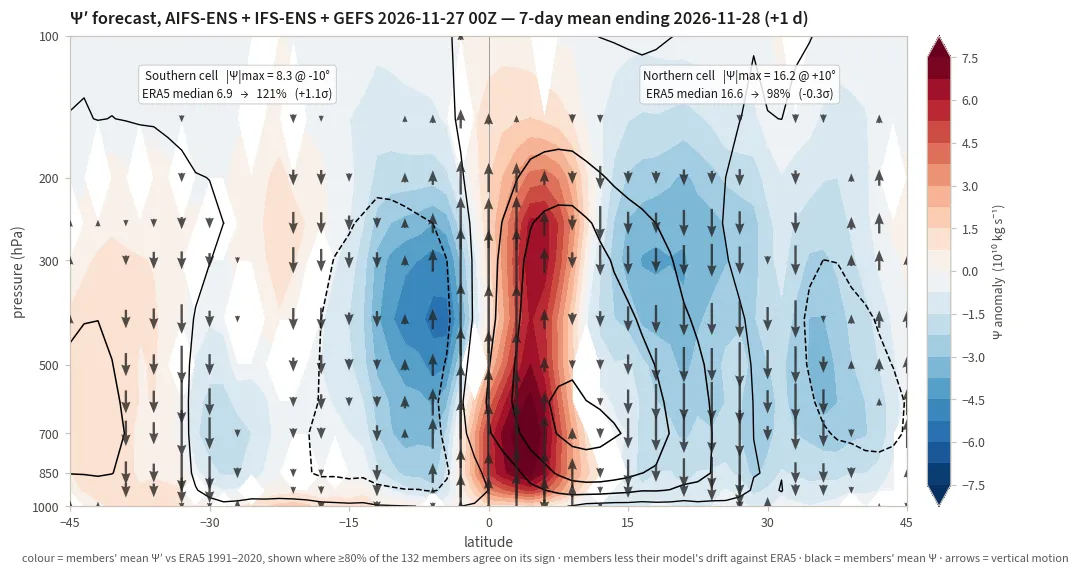 Ψ′ forecast, AIFS-ENS + IFS-ENS + GEFS 2026-11-27 00Z — 7-day mean ending 2026-11-28 (+1 d)
Southern cell |Ψ|max = 8.3 @ -10°
ERA5 median 6.9 → 121% (+1.1σ)
Northern cell |Ψ|max = 16.2 @ +10°
ERA5 median 16.6 → 98% (-0.3σ)
pressure (hPa)
100
200
300
400
500
700
850
1000
−45
−30
−15
0
15
30
45
latitude
7.5
6.0
4.5
3.0
1.5
0.0
−1.5
−3.0
−4.5
−6.0
−7.5
Ψ anomaly (10¹⁰ kg s⁻¹)
colour = members' mean Ψ′ vs ERA5 1991–2020, shown where ≥80% of the 132 members agree on its sign · members less their model's drift against ERA5 · black = members' mean Ψ · arrows = vertical motion